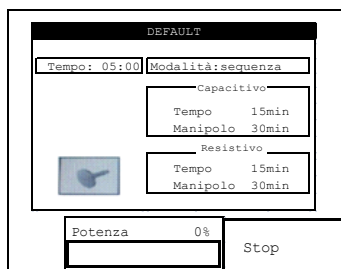 DEFAULT
Tempo: 05:00 Modalità:sequenza
Capacitivo
Tempo 15min
Manipolo 30min
Resistivo
Tempo 15min
Manipolo 30min
Potenza 0%
Stop